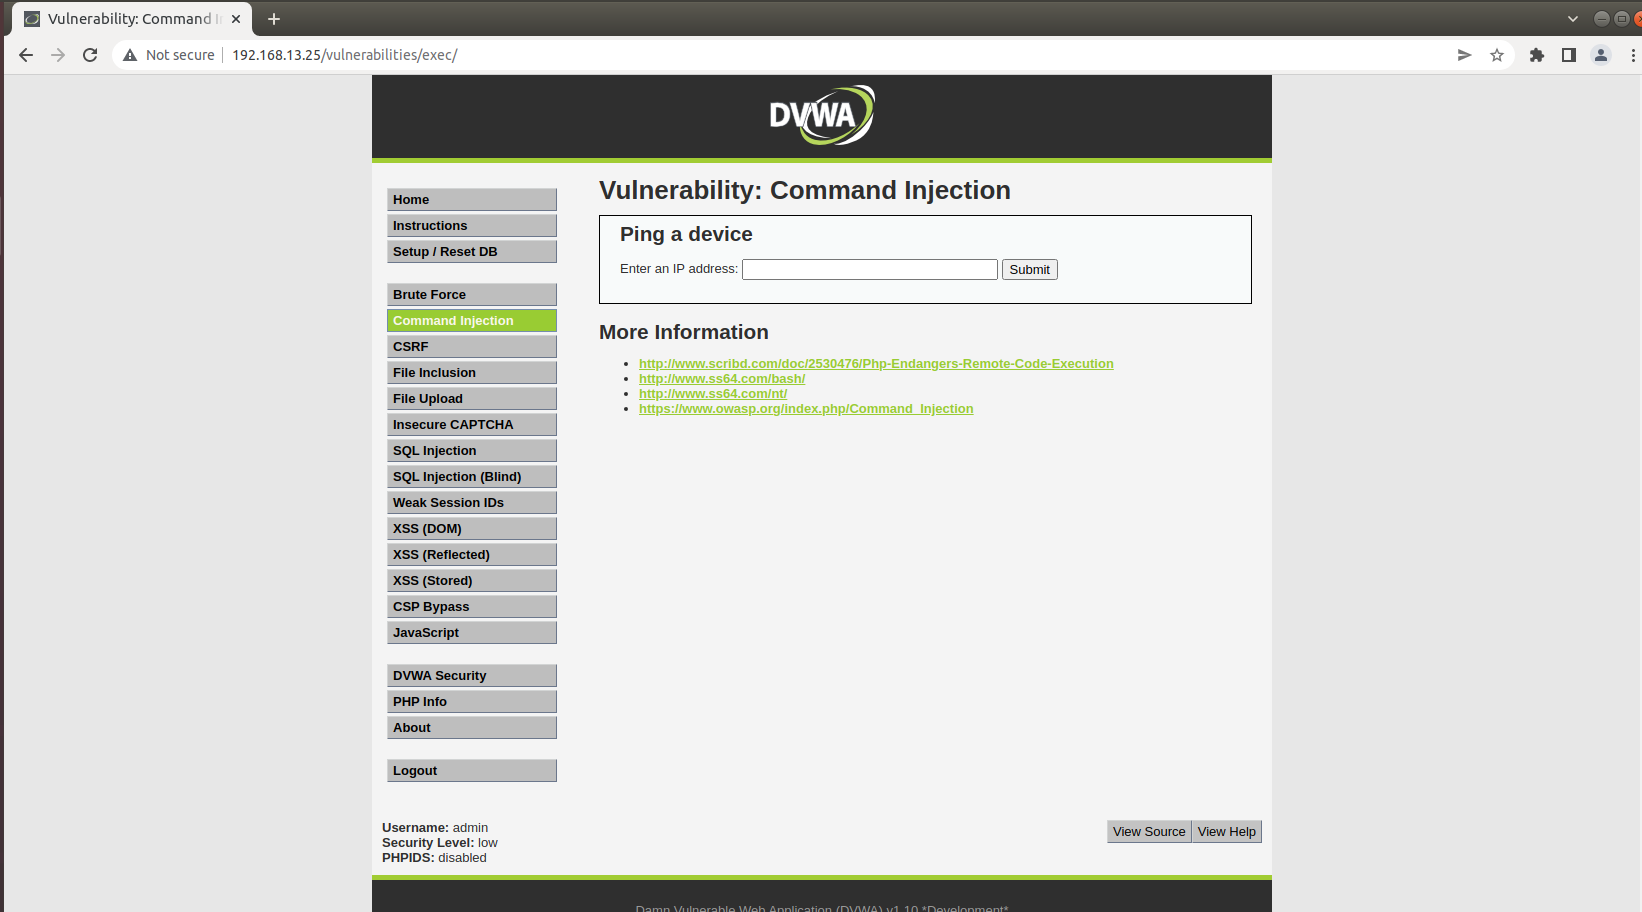 Vulnerability: Command I
Not secure
192.168.13.25/vulnerabilities/exec/
DVWA
Home
Instructions
Setup / Reset DB
Brute Force
Command Injection
CSRF
File Inclusion
File Upload
Insecure CAPTCHA
SQL Injection
SQL Injection (Blind)
Weak Session IDs
XSS (DOM)
XSS (Reflected)
XSS (Stored)
CSP Bypass
JavaScript
DVWA Security
PHP Info
About
Logout
Vulnerability: Command Injection
Ping a device
Enter an IP address: Submit
More Information
http://www.scribd.com/doc/2530476/Php-Endangers-Remote-Code-Execution
http://www.ss64.com/bash/
http://www.ss64.com/nt/
https://www.owasp.org/index.php/Command_Injection
Username: admin
Security Level: low
PHPIDS: disabled
View Source View Help
Damn Vulnerable Web Application (DVWA) v1.10 *Development*